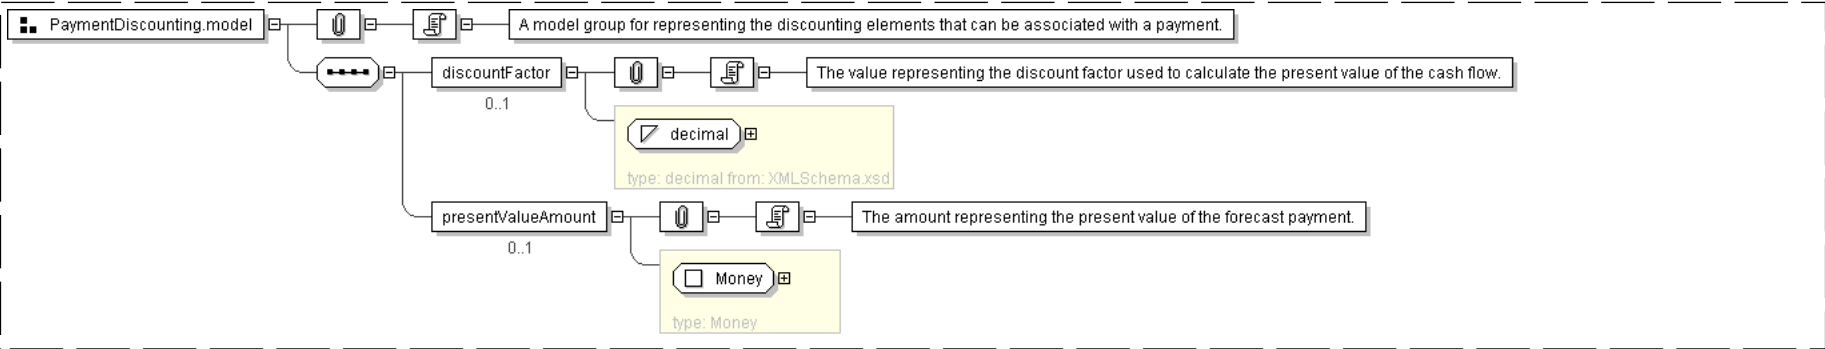 PaymentDiscounting.model
A model group for representing the discounting elements that can be associated with a payment.
discountFactor
The value representing the discount factor used to calculate the present value of the cash flow.
0..1
decimal
type: decimal from: XMLSchema.xsd
presentValueAmount
The amount representing the present value of the forecast payment.
0..1
Money
type: Money